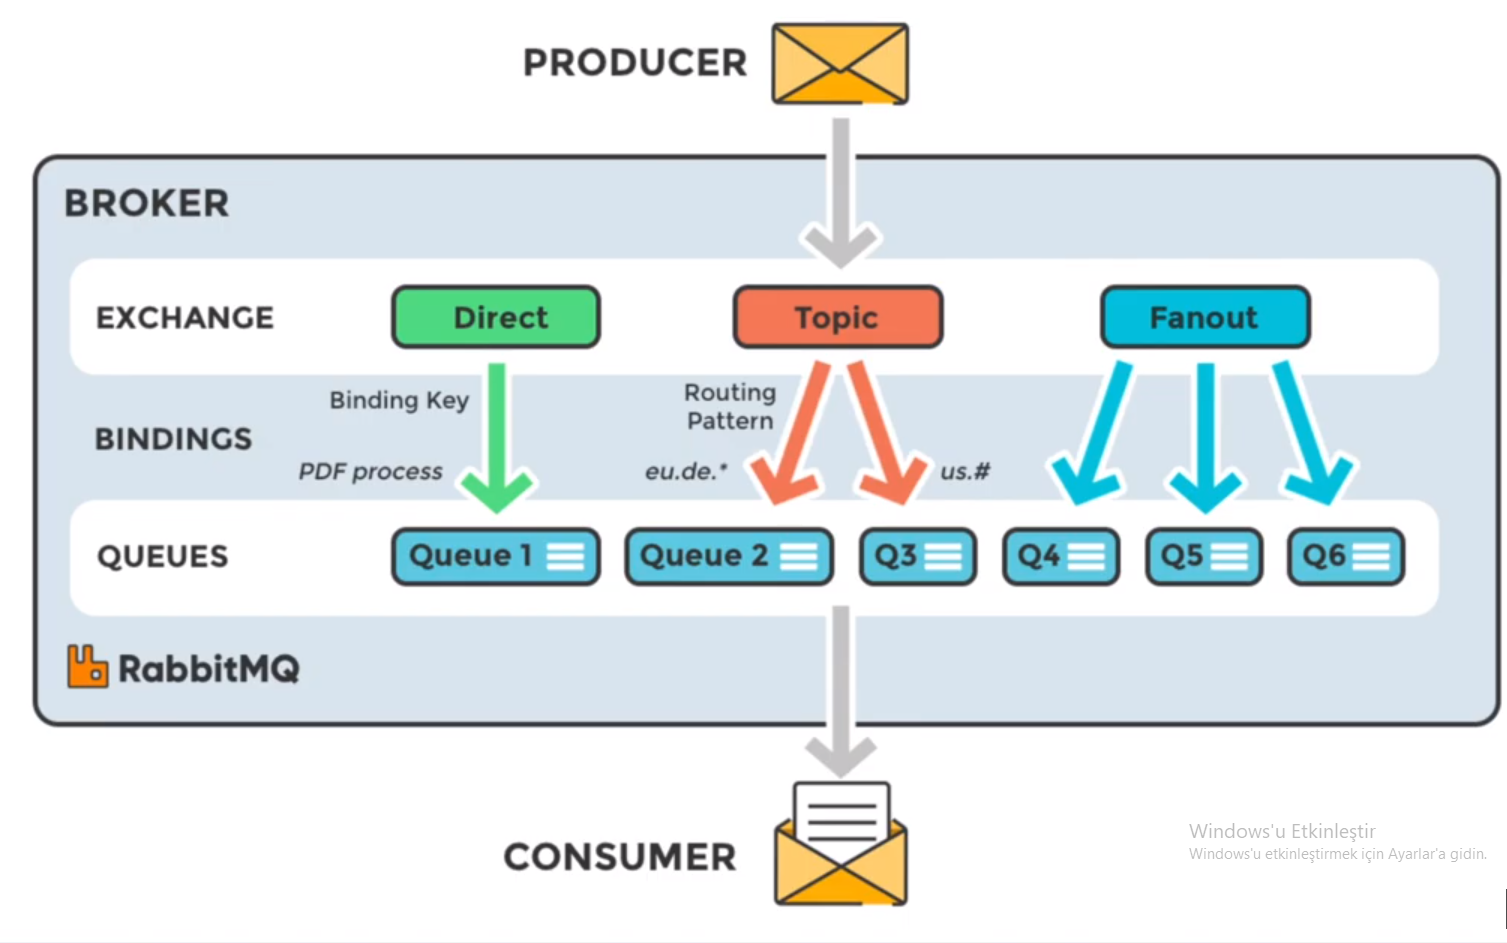 PRODUCER
BROKER
EXCHANGE
Direct
Topic
Fanout
Binding Key
Routing
Pattern
BINDINGS
PDF process
eu.de.*
us.#
QUEUES
Queue 1
Queue 2
Q3
Q4
Q5
Q6
RabbitMQ
CONSUMER
Windows'u Etkinleştir
Windows'u etkinleştirmek için Ayarlar'a gidin.